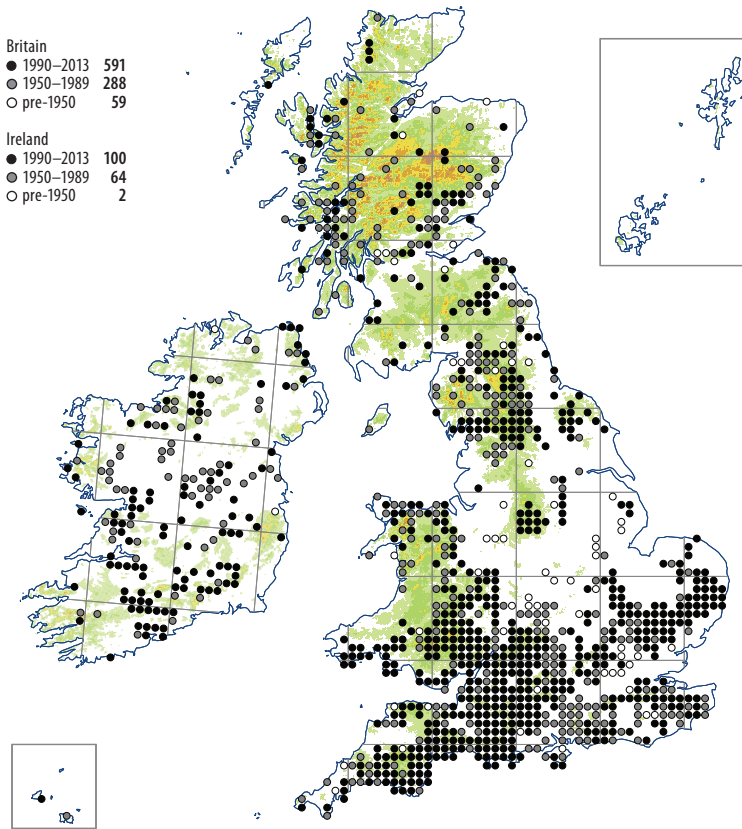 Britain
● 1990–2013 591
● 1950–1989 288
○ pre-1950 59
Ireland
● 1990–2013 100
● 1950–1989 64
○ pre-1950 2